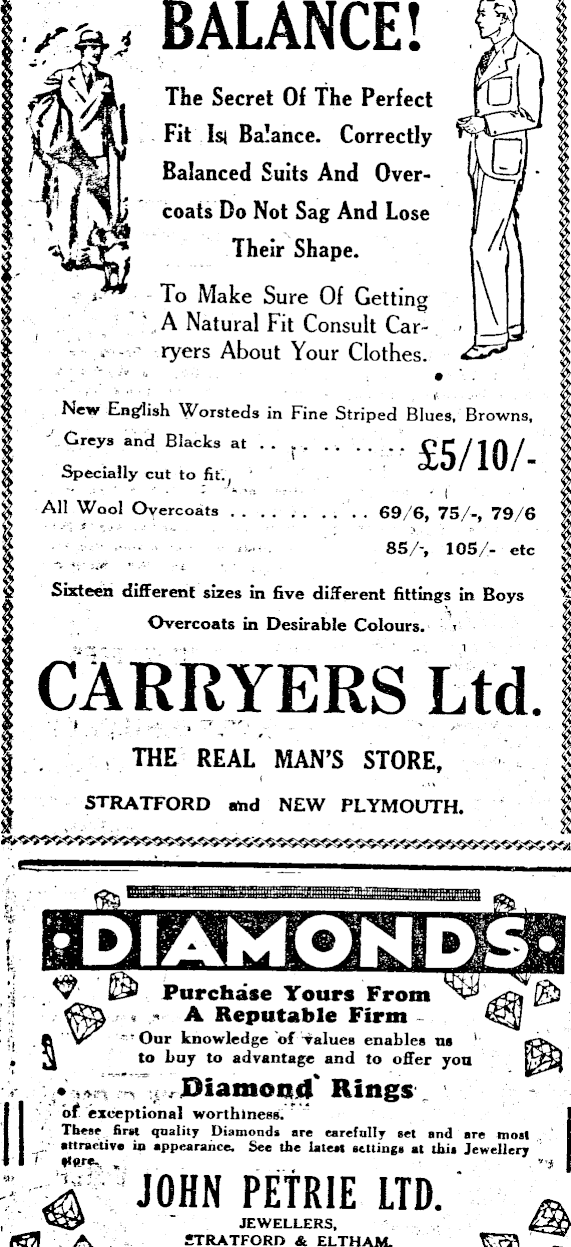 BALANCE!
The Secret Of The Perfect
Fit Is Balance. Correctly
Balanced Suits And Over-
coats Do Not Sag And Lose
Their Shape.
To Make Sure Of Getting
A Natural Fit Consult Car-
ryers About Your Clothes.
New English Worsteds in Fine Striped Blues, Browns,
Greys and Blacks at .. .. .. .. .. £5/10/-
Specially cut to fit.
All Wool Overcoats .. .. .. .. .. 69/6, 75/-, 79/6
85/-, 105/- etc
Sixteen different sizes in five different fittings in Boys
Overcoats in Desirable Colours.
CARRYERS Ltd.
THE REAL MAN'S STORE,
STRATFORD and NEW PLYMOUTH.
· DIAMONDS ·
Purchase Yours From
A Reputable Firm
Our knowledge of values enables us
to buy to advantage and to offer you
Diamond Rings
of exceptional worthiness.
These first quality Diamonds are carefully set and are most
attractive in appearance. See the latest settings at this Jewellery
store.
JOHN PETRIE LTD.
JEWELLERS,
STRATFORD & ELTHAM.